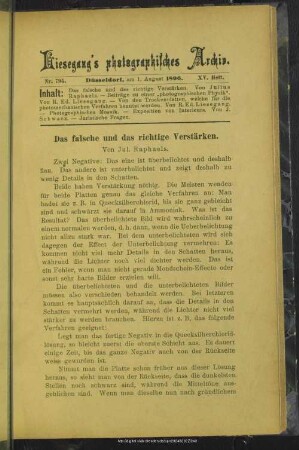 Liesegang's photographisches Archiv.
Nr. 795. Düsseldorf, am 1. August 1896. XV. Heft.
Inhalt: Das falsche und das richtige Verstärken. Von Julius
Raphaels. — Beiträge zu einer „photographischen Physik“.
Von R. Ed. Liesegang. — Von den Trockenplatten, welche für die
photomechanischen Verfahren benutzt werden. Von R. Ed. Liesegang.
— Photographisches Mosaik. — Exposition von Interieurs. Von J.
Schwarz. — Juristische Fragen.
Das falsche und das richtige Verstärken.
Von Jul. Raphaels.
Zwei Negative: Das eine ist überbelichtet und deshalb
flau. Das andere ist unterbelichtet und zeigt deshalb zu
wenig Details in den Schatten.
Beide haben Verstärkung nöthig. Die Meisten wenden
für beide Platten genau das gleiche Verfahren an: Man
badet sie z. B. in Quecksilberchlorid, bis sie ganz gebleicht
sind und schwärzt sie darauf in Ammoniak. Was ist das
Resultat? Das überbelichtete Bild wird wahrscheinlich zu
einem normalen werden, d. h. dann, wenn die Ueberbelichtung
nicht allzu stark war. Bei dem unterbelichteten wird sich
dagegen der Effect der Unterbelichtung vermehren: Es
kommen nicht viel mehr Details in den Schatten heraus,
während die Lichter noch viel dichter werden. Das ist
ein Fehler, wenn man nicht gerade Mondschein-Effecte oder
sonst sehr harte Bilder erzielen will.
Die überbelichteten und die unterbelichteten Bilder
müssen also verschieden behandelt werden. Bei letzteren
kommt es hauptsächlich darauf an, dass die Details in den
Schatten vermehrt werden, während die Lichter nicht viel
stärker zu werden brauchen. Hierzu ist z. B. das folgende
Verfahren geeignet:
Legt man das fertige Negativ in die Quecksilberchlorid-
lösung, so bleicht zuerst die oberste Schicht aus. Es dauert
einige Zeit, bis das ganze Negativ auch von der Rückseite
weiss geworden ist.
Nimmt man die Platte schon früher aus dieser Lösung
heraus, so sieht man von der Rückseite, dass die dunkelsten
Stellen noch schwarz sind, während die Mitteltöne aus-
geblichen sind. Wenn man dieselbe nun nach gründlichem